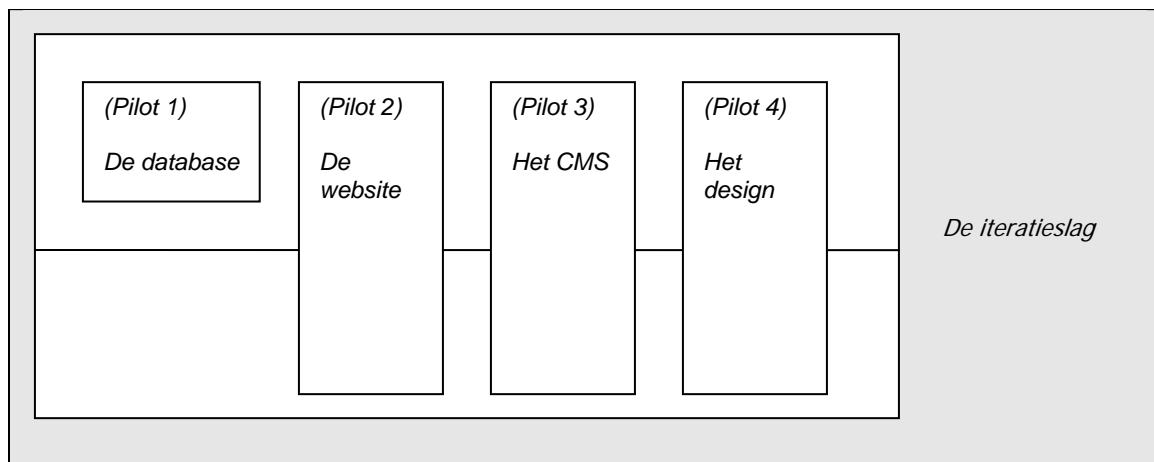 (Pilot 1)
De database
(Pilot 2)
De
website
(Pilot 3)
Het CMS
(Pilot 4)
Het
design
De iteratieslag